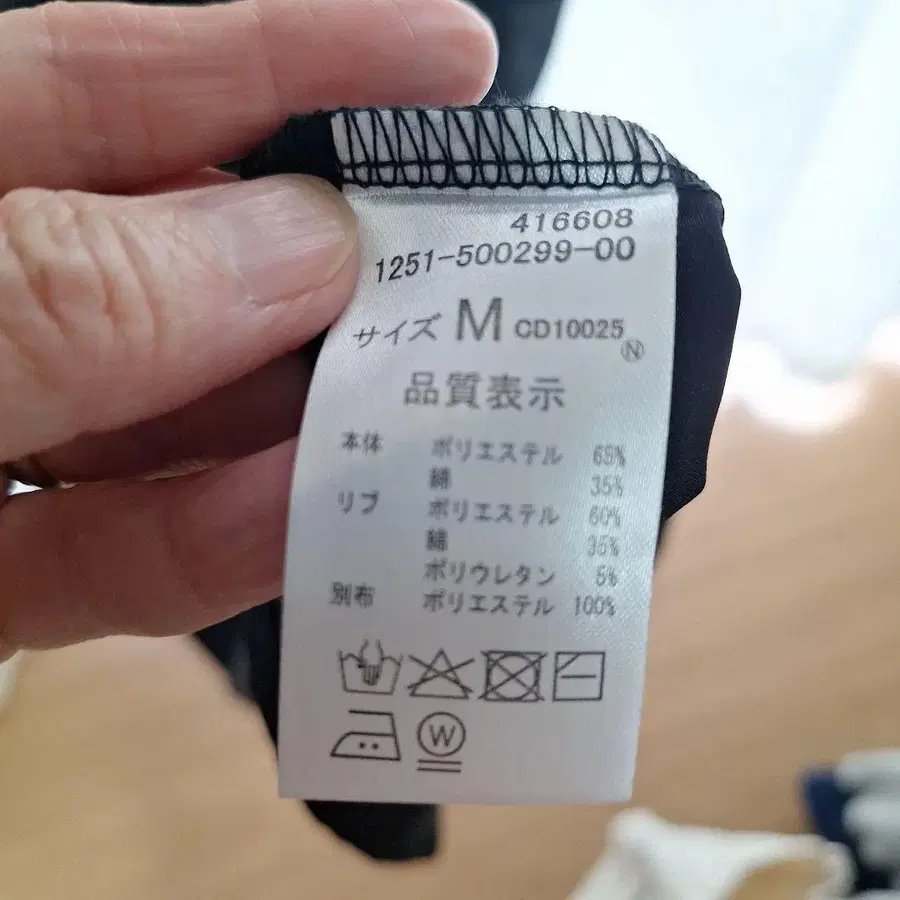 416608
1251-500299-00
サイズ M CD10025 Ⓝ
品質表示
本体 ポリエステル 65%
綿 35%
リブ ポリエステル 60%
綿 35%
ポリウレタン 5%
別布 ポリエステル 100%
W